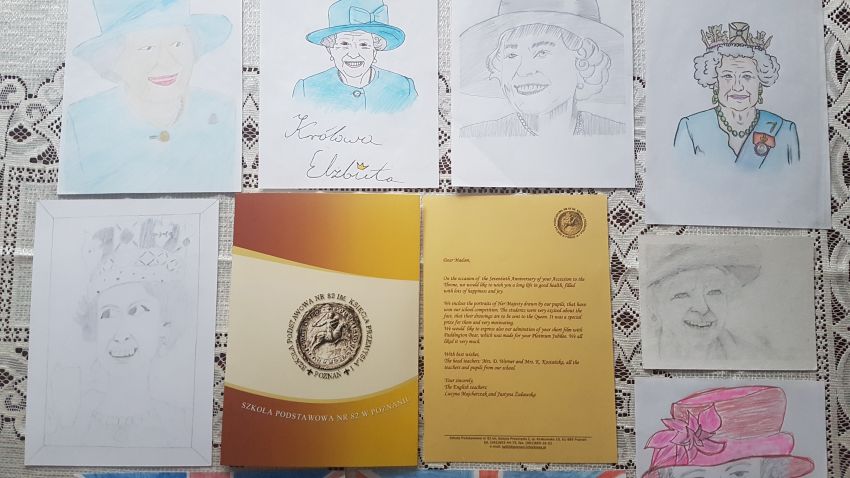 Królowa
Elżbieta
SZKOŁA PODSTAWOWA NR 82 IM. KSIĘCIA PRZEMYSŁA I
POZNAŃ
SZKOŁA PODSTAWOWA NR 82 W POZNANIU
Dear Madam,
On the occasion of the Seventieth Anniversary of your Accession to the
Throne, we would like to wish you a long life in good health, filled
with lots of happiness and joy.
We enclose the portraits of Her Majesty drawn by our pupils, that have
won our school competition. The students were very excited about the
fact, that their drawings are to be sent to the Queen. It was a special
prize for them and very motivating.
We would like to express also our admiration of your short film with
Paddington Bear, which was made for your Platinum Jubilee. We all
liked it very much.
With best wishes,
The head teachers: Mrs. D. and Mrs. K. all the
teachers and pupils from our school.
Your sincerely,
The English teachers:
Lucyna Majcherczak and Justyna Żuławska